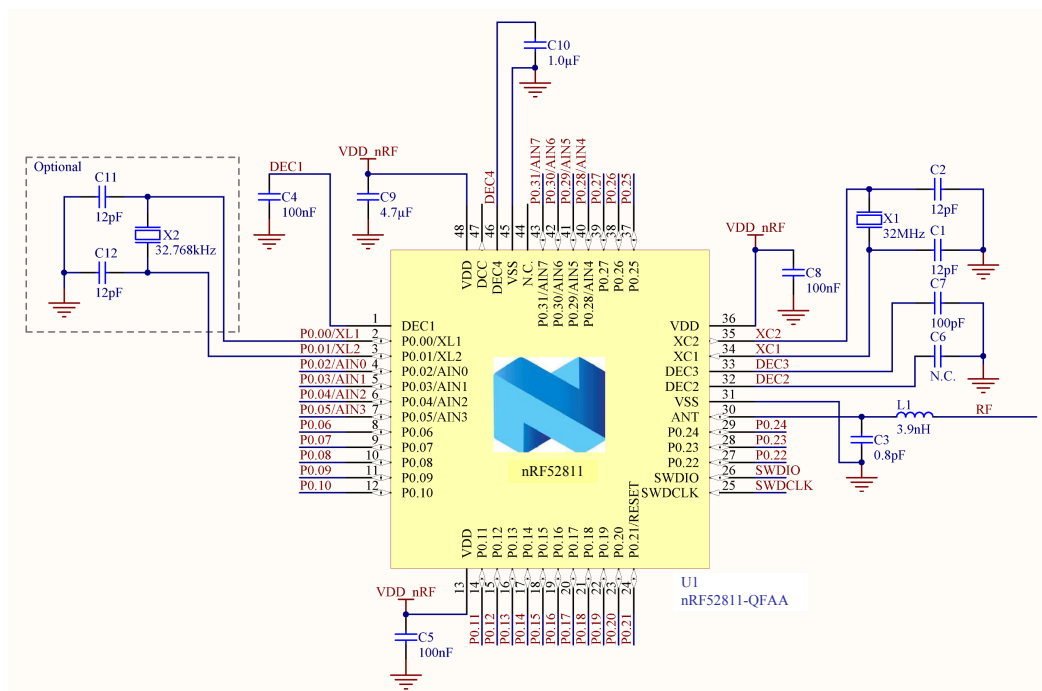 C10
1.0µF
Optional
C11
12pF
X2
32.768kHz
C12
12pF
DEC1
C4
100nF
VDD_nRF
C9
4.7µF
DEC4
P0.31/AIN7
P0.30/AIN6
P0.29/AIN5
P0.28/AIN4
P0.27
P0.26
P0.25
48
47
46
45
44
43
42
41
40
39
38
37
VDD
DCC
DEC4
VSS
N.C.
P0.31/AIN7
P0.30/AIN6
P0.29/AIN5
P0.28/AIN4
P0.27
P0.26
P0.25
VDD_nRF
C8
100nF
C2
12pF
X1
32MHz
C1
12pF
C7
100pF
C6
N.C.
1 DEC1
P0.00/XL1 2 P0.00/XL1
P0.01/XL2 3 P0.01/XL2
P0.02/AIN0 4 P0.02/AIN0
P0.03/AIN1 5 P0.03/AIN1
P0.04/AIN2 6 P0.04/AIN2
P0.05/AIN3 7 P0.05/AIN3
P0.06 8 P0.06
P0.07 9 P0.07
P0.08 10 P0.08
P0.09 11 P0.09
P0.10 12 P0.10
nRF52811
VDD 36
XC2 35 XC2
XC1 34 XC1
DEC3 33 DEC3
DEC2 32 DEC2
VSS 31
ANT 30
P0.24 29 P0.24
P0.23 28 P0.23
P0.22 27 P0.22
SWDIO 26 SWDIO
SWDCLK 25 SWDCLK
L1
3.9nH
RF
C3
0.8pF
VDD
P0.11
P0.12
P0.13
P0.14
P0.15
P0.16
P0.17
P0.18
P0.19
P0.20
P0.21/RESET
13
14
15
16
17
18
19
20
21
22
23
24
P0.11
P0.12
P0.13
P0.14
P0.15
P0.16
P0.17
P0.18
P0.19
P0.20
P0.21
VDD_nRF
C5
100nF
U1
nRF52811-QFAA